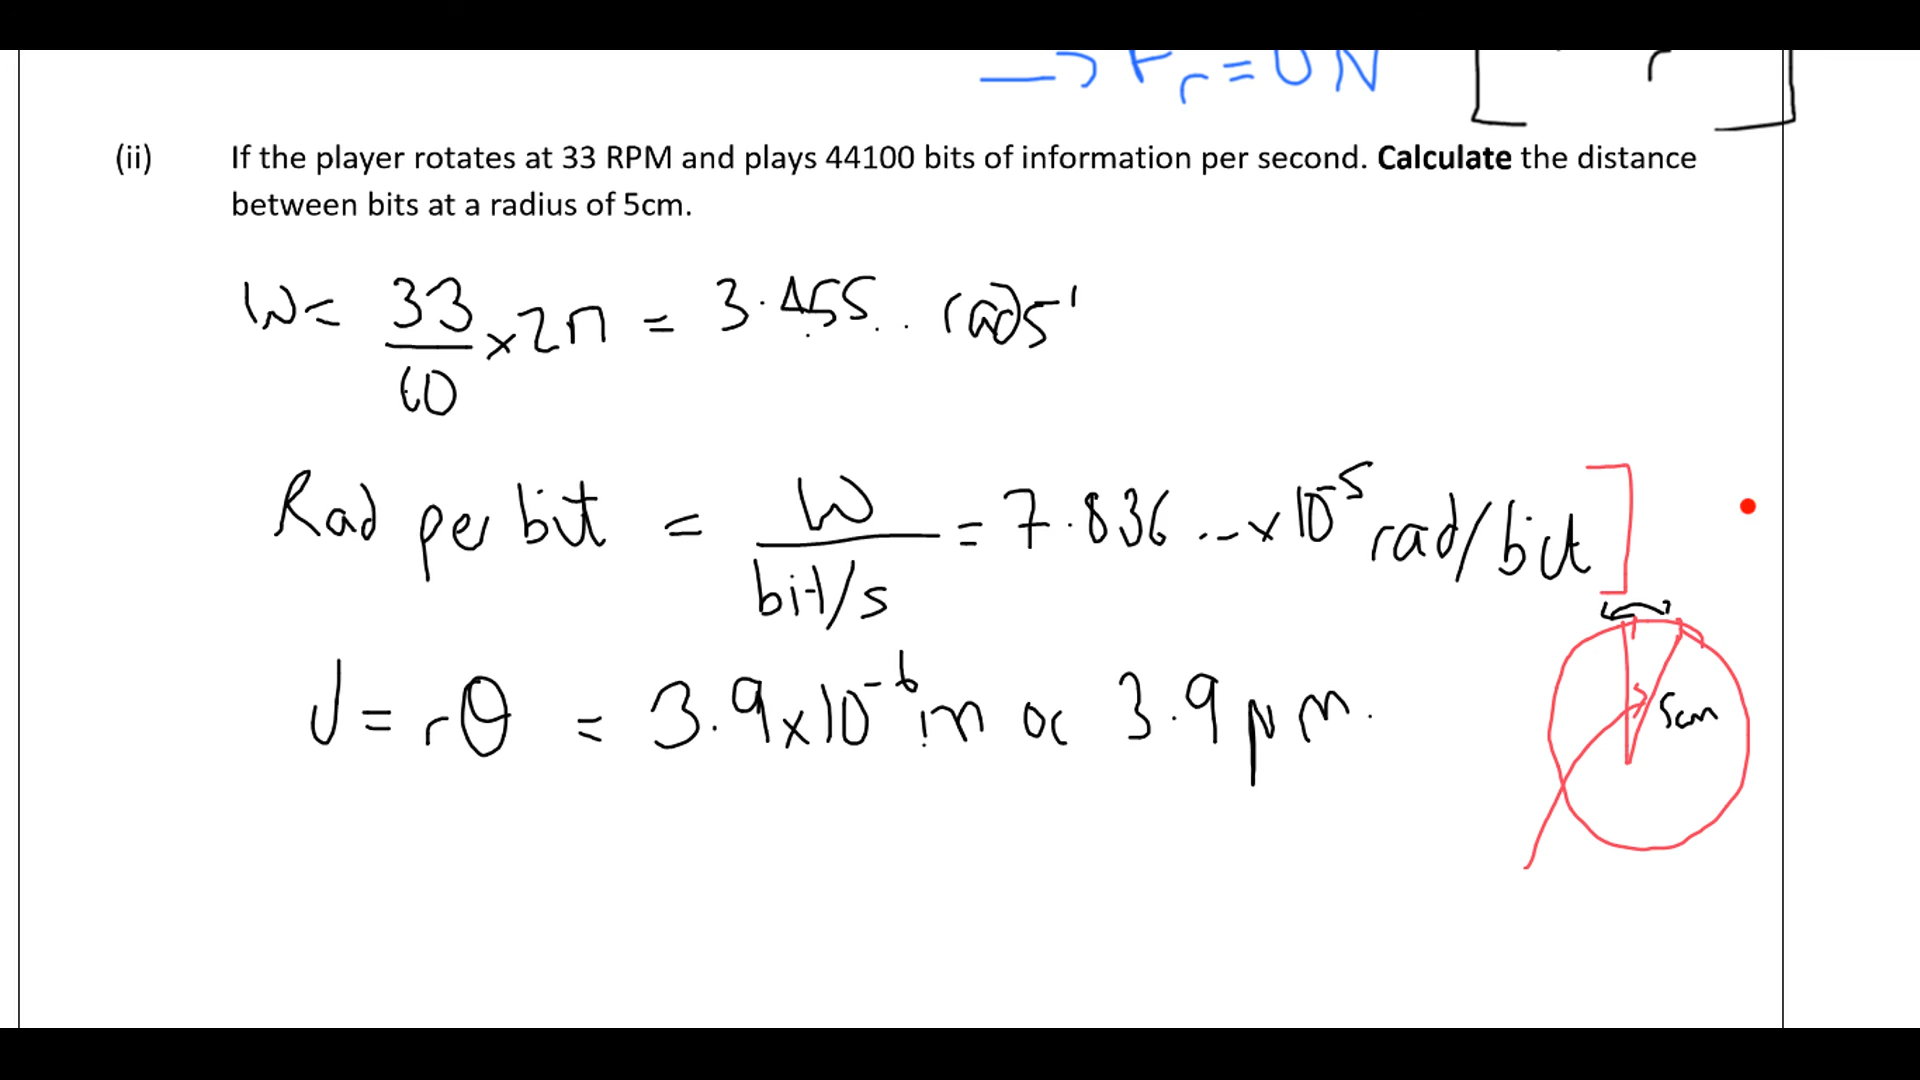 → Fr = 0N
r
(ii) If the player rotates at 33 RPM and plays 44100 bits of information per second. Calculate the distance
between bits at a radius of 5cm.
W = 33/60 × 2π = 3.455.. rads⁻¹
Rad per bit = W / bit/s = 7.836... × 10⁻⁵ rad/bit ]
d = rθ = 3.9 × 10⁻⁶ m or 3.9 μm.
5cm